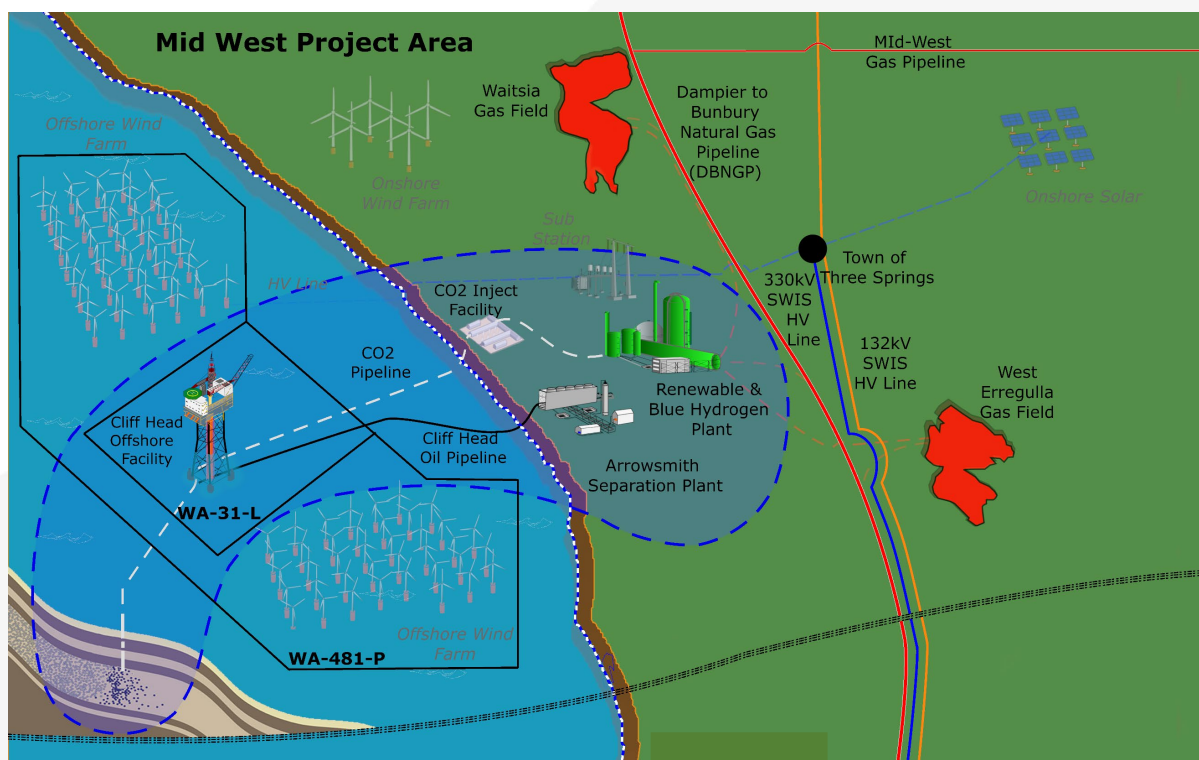 Mid West Project Area
MId-West
Gas Pipeline
Waitsia
Gas Field
Dampier to
Bunbury
Natural Gas
Pipeline
(DBNGP)
Offshore Wind
Farm
Onshore
Wind Farm
Onshore Solar
Sub
Station
Town of
Three Springs
HV Line
CO2 Inject
Facility
330kV
SWIS
HV
Line
132kV
SWIS
HV Line
CO2
Pipeline
West
Erregulla
Gas Field
Renewable &
Blue Hydrogen
Plant
Cliff Head
Offshore
Facility
Cliff Head
Oil Pipeline
Arrowsmith
Separation Plant
WA-31-L
Offshore Wind
Farm
WA-481-P